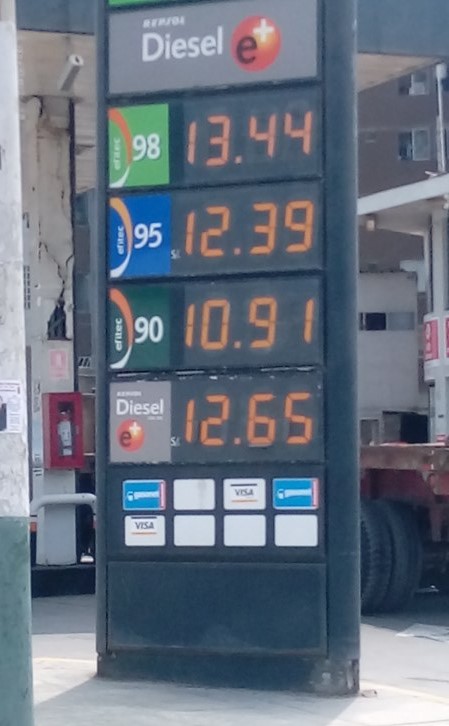 REPSOL
Diesel e+
efitec 98 13.44
efitec 95 S/. 12.39
efitec 90 10.91
REPSOL
Diesel
e+ S/. 12.65
VISA
VISA